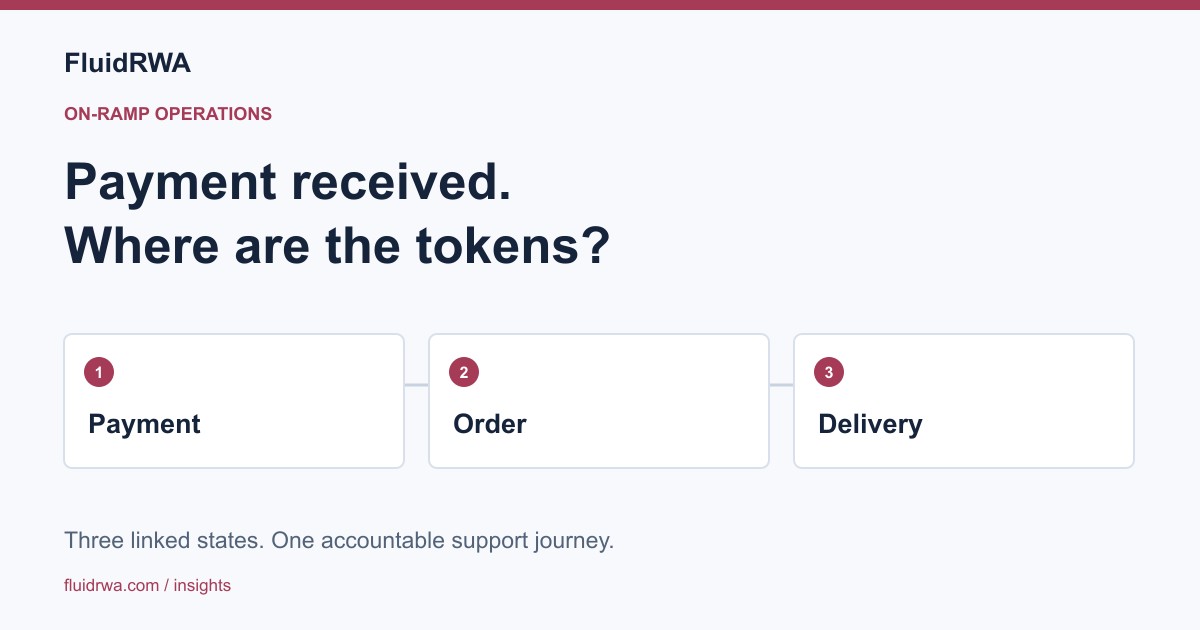 FluidRWA
ON-RAMP OPERATIONS
Payment received.
Where are the tokens?
1
Payment
2
Order
3
Delivery
Three linked states. One accountable support journey.
fluidrwa.com / insights